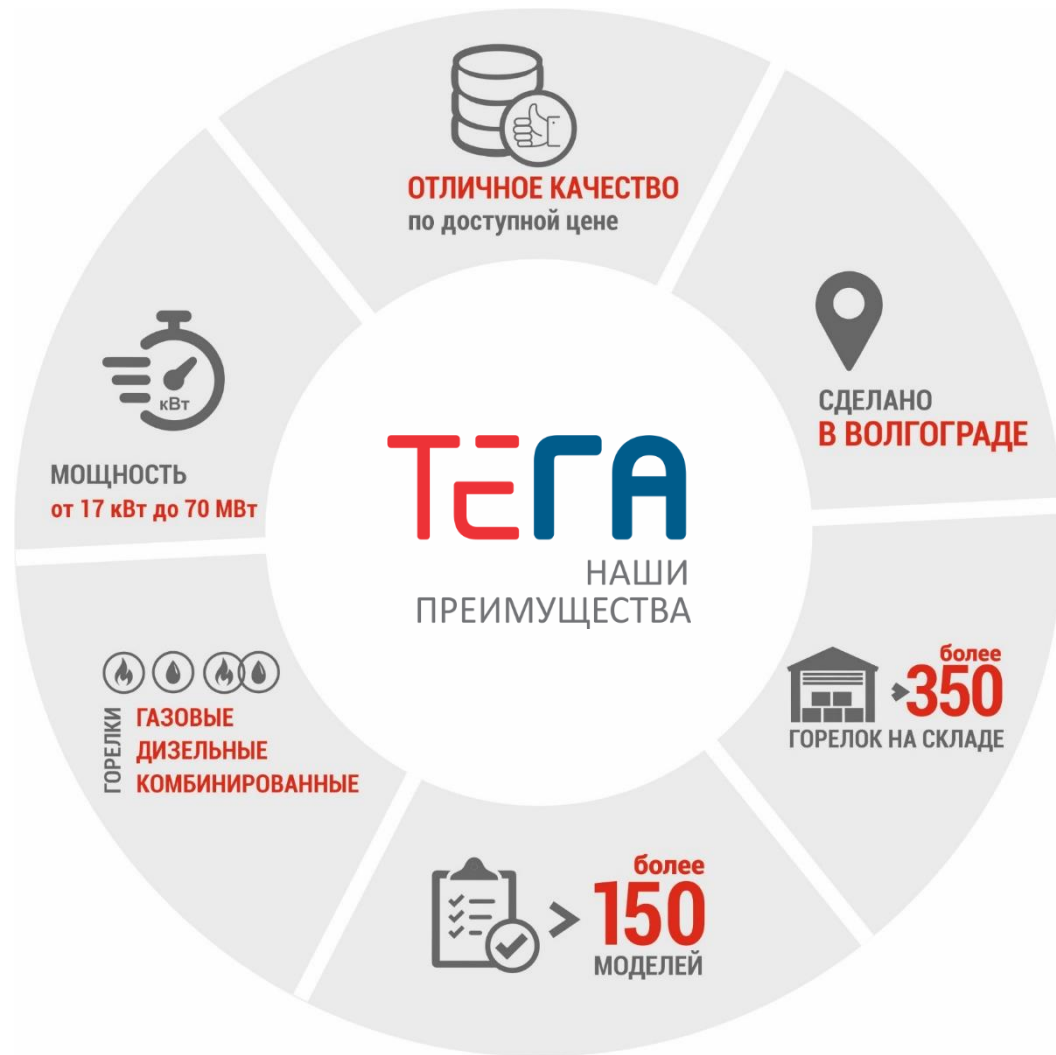 ОТЛИЧНОЕ КАЧЕСТВО
по доступной цене
СДЕЛАНО
В ВОЛГОГРАДЕ
более
>350
ГОРЕЛОК НА СКЛАДЕ
более
> 150
МОДЕЛЕЙ
ГОРЕЛКИ
ГАЗОВЫЕ
ДИЗЕЛЬНЫЕ
КОМБИНИРОВАННЫЕ
кВт
МОЩНОСТЬ
от 17 кВт до 70 МВт
ТЕГА
НАШИ
ПРЕИМУЩЕСТВА